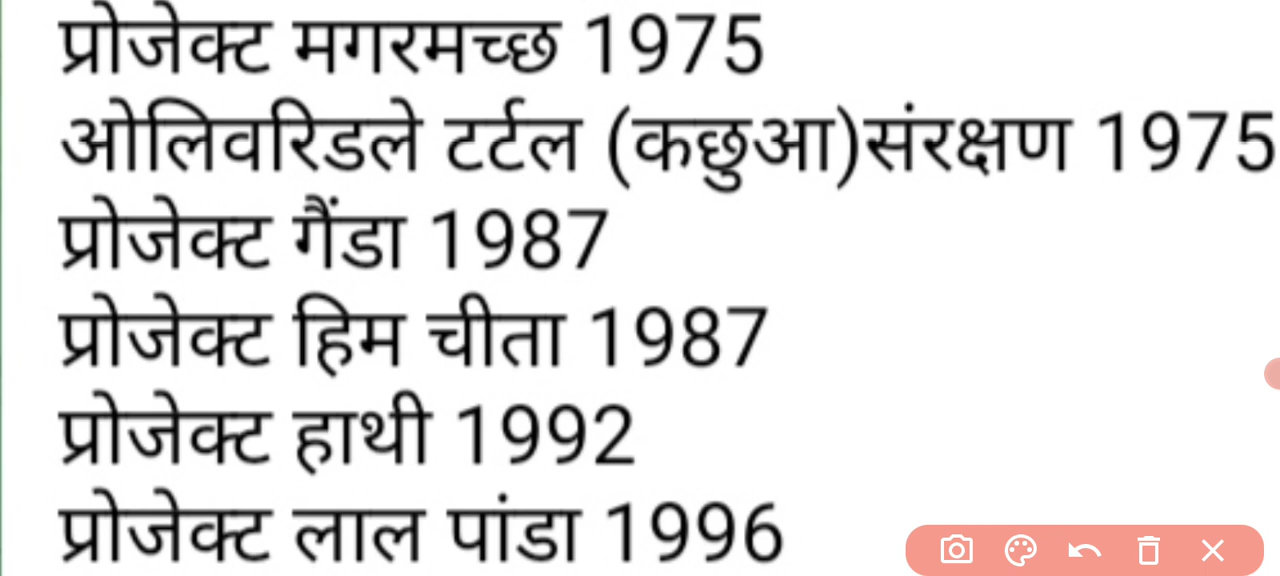 प्रोजेक्ट मगरमच्छ 1975
ओलिवरिडले टर्टल (कछुआ)संरक्षण 1975
प्रोजेक्ट गैंडा 1987
प्रोजेक्ट हिम चीता 1987
प्रोजेक्ट हाथी 1992
प्रोजेक्ट लाल पांडा 1996